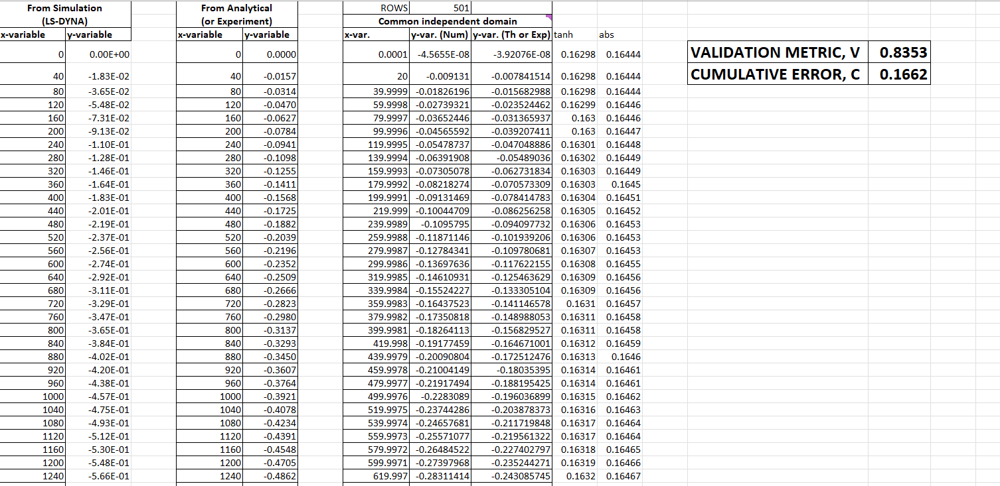 From Simulation From Analytical ROWS 501
(LS-DYNA) (or Experiment) Common independent domain
x-variable y-variable x-variable y-variable x-var. y-var. (Num) y-var. (Th or Exp) tanh abs
0 0.00E+00 0 0.0000 0.0001 -4.5655E-08 -3.92076E-08 0.16298 0.16444 VALIDATION METRIC, V 0.8353
40 -1.83E-02 40 -0.0157 20 -0.009131 -0.007841514 0.16298 0.16444 CUMULATIVE ERROR, C 0.1662
80 -3.65E-02 80 -0.0314 39.9999 -0.01826196 -0.015682988 0.16298 0.16444
120 -5.48E-02 120 -0.0470 59.9998 -0.02739321 -0.023524462 0.16299 0.16446
160 -7.31E-02 160 -0.0627 79.9997 -0.03652446 -0.031365937 0.163 0.16446
200 -9.13E-02 200 -0.0784 99.9996 -0.04565592 -0.039207411 0.163 0.16447
240 -1.10E-01 240 -0.0941 119.9995 -0.05478737 -0.047048886 0.16301 0.16448
280 -1.28E-01 280 -0.1098 139.9994 -0.06391908 -0.05489036 0.16302 0.16449
320 -1.46E-01 320 -0.1255 159.9993 -0.07305078 -0.062731834 0.16303 0.16449
360 -1.64E-01 360 -0.1411 179.9992 -0.08218274 -0.070573309 0.16303 0.1645
400 -1.83E-01 400 -0.1568 199.9991 -0.09131469 -0.078414783 0.16304 0.16451
440 -2.01E-01 440 -0.1725 219.999 -0.10044709 -0.086256258 0.16305 0.16452
480 -2.19E-01 480 -0.1882 239.9989 -0.1095795 -0.094097732 0.16306 0.16453
520 -2.37E-01 520 -0.2039 259.9988 -0.11871146 -0.101939206 0.16306 0.16453
560 -2.56E-01 560 -0.2196 279.9987 -0.12784341 -0.109780681 0.16307 0.16453
600 -2.74E-01 600 -0.2352 299.9986 -0.13697636 -0.117622155 0.16308 0.16455
640 -2.92E-01 640 -0.2509 319.9985 -0.14610931 -0.125463629 0.16309 0.16456
680 -3.11E-01 680 -0.2666 339.9984 -0.15524227 -0.133305104 0.16309 0.16456
720 -3.29E-01 720 -0.2823 359.9983 -0.16437523 -0.141146578 0.1631 0.16457
760 -3.47E-01 760 -0.2980 379.9982 -0.17350818 -0.148988053 0.16311 0.16458
800 -3.65E-01 800 -0.3137 399.9981 -0.18264113 -0.156829527 0.16311 0.16458
840 -3.84E-01 840 -0.3293 419.998 -0.19177459 -0.164671001 0.16312 0.16459
880 -4.02E-01 880 -0.3450 439.9979 -0.20090804 -0.172512476 0.16313 0.1646
920 -4.20E-01 920 -0.3607 459.9978 -0.21004149 -0.18035395 0.16314 0.16461
960 -4.38E-01 960 -0.3764 479.9977 -0.21917494 -0.188195425 0.16314 0.16461
1000 -4.57E-01 1000 -0.3921 499.9976 -0.2283089 -0.196036899 0.16315 0.16462
1040 -4.75E-01 1040 -0.4078 519.9975 -0.23744286 -0.203878373 0.16316 0.16463
1080 -4.93E-01 1080 -0.4234 539.9974 -0.24657681 -0.211719848 0.16317 0.16464
1120 -5.12E-01 1120 -0.4391 559.9973 -0.25571077 -0.219561322 0.16317 0.16464
1160 -5.30E-01 1160 -0.4548 579.9972 -0.26484522 -0.227402797 0.16318 0.16465
1200 -5.48E-01 1200 -0.4705 599.9971 -0.27397968 -0.235244271 0.16319 0.16466
1240 -5.66E-01 1240 -0.4862 619.997 -0.28311414 -0.243085745 0.1632 0.16467